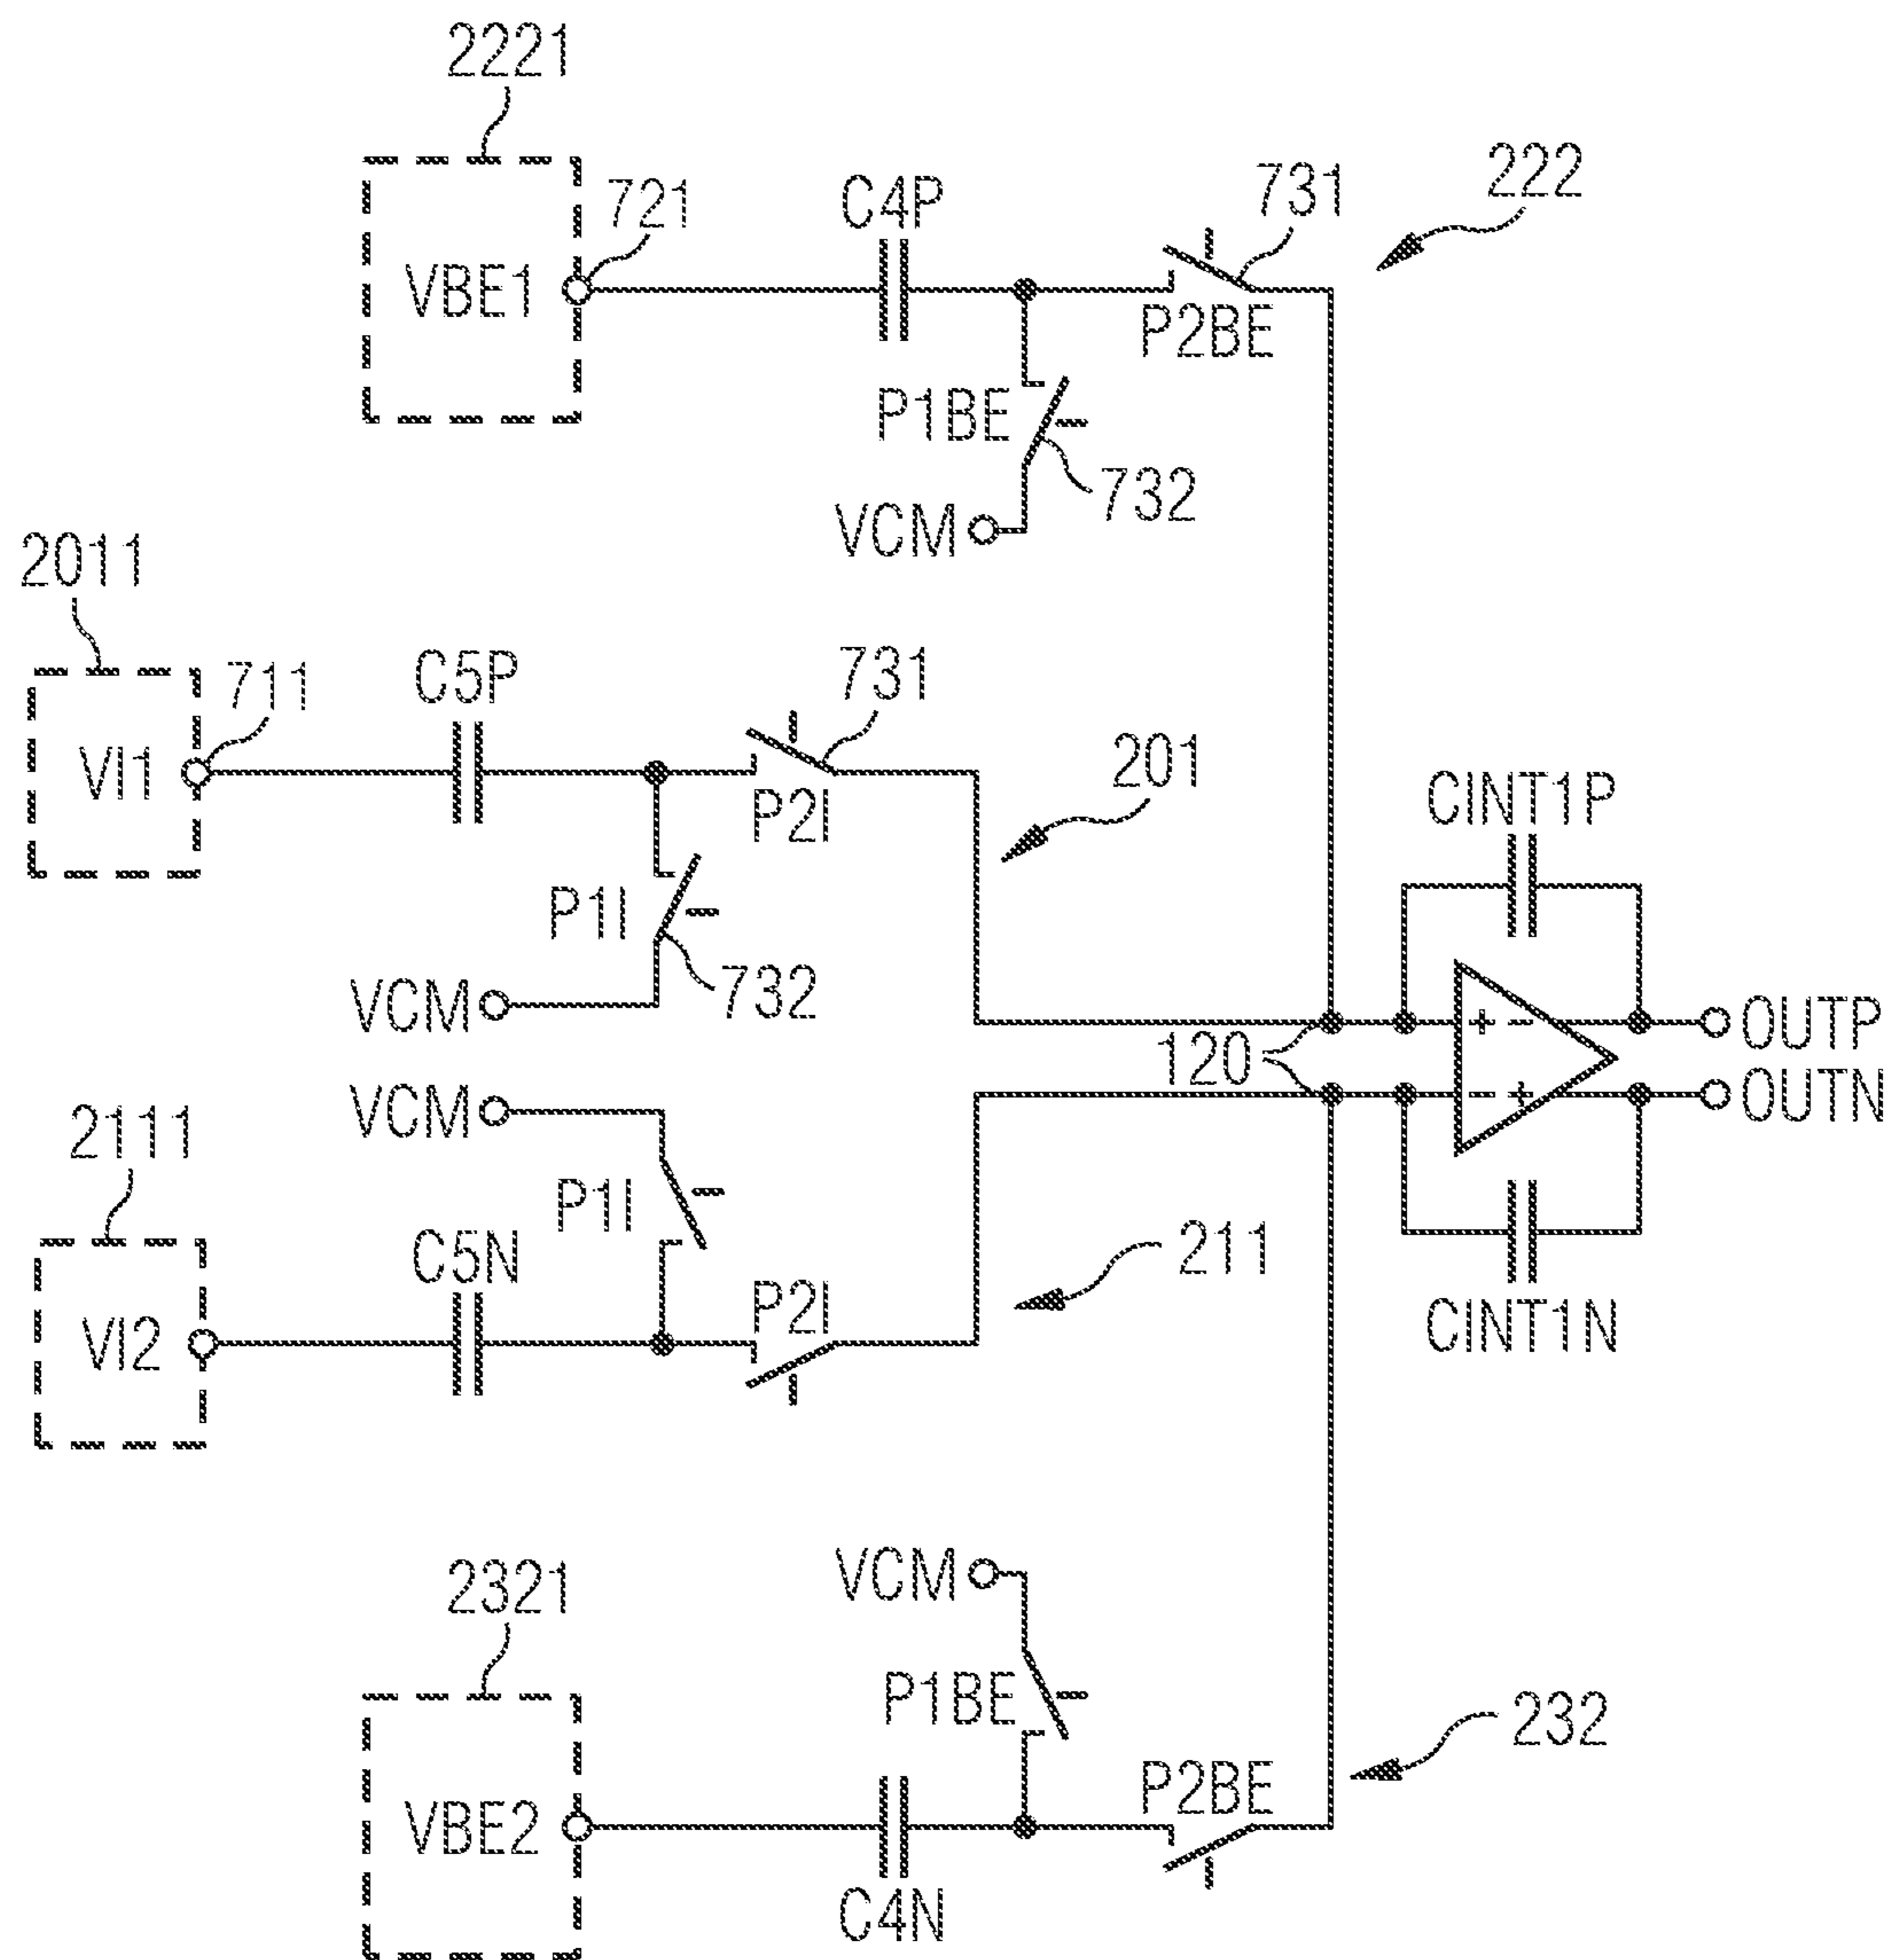 2221
VBE1
721
C4P
731
222
P2BE
P1BE
732
VCM
2011
VI1
711
C5P
731
201
P2I
P1I
732
VCM
CINT1P
120
+ −
− +
OUTP
OUTN
VCM
2111
P1I
C5N
P2I
211
VI2
CINT1N
2321
VCM
P1BE
P2BE
232
VBE2
C4N